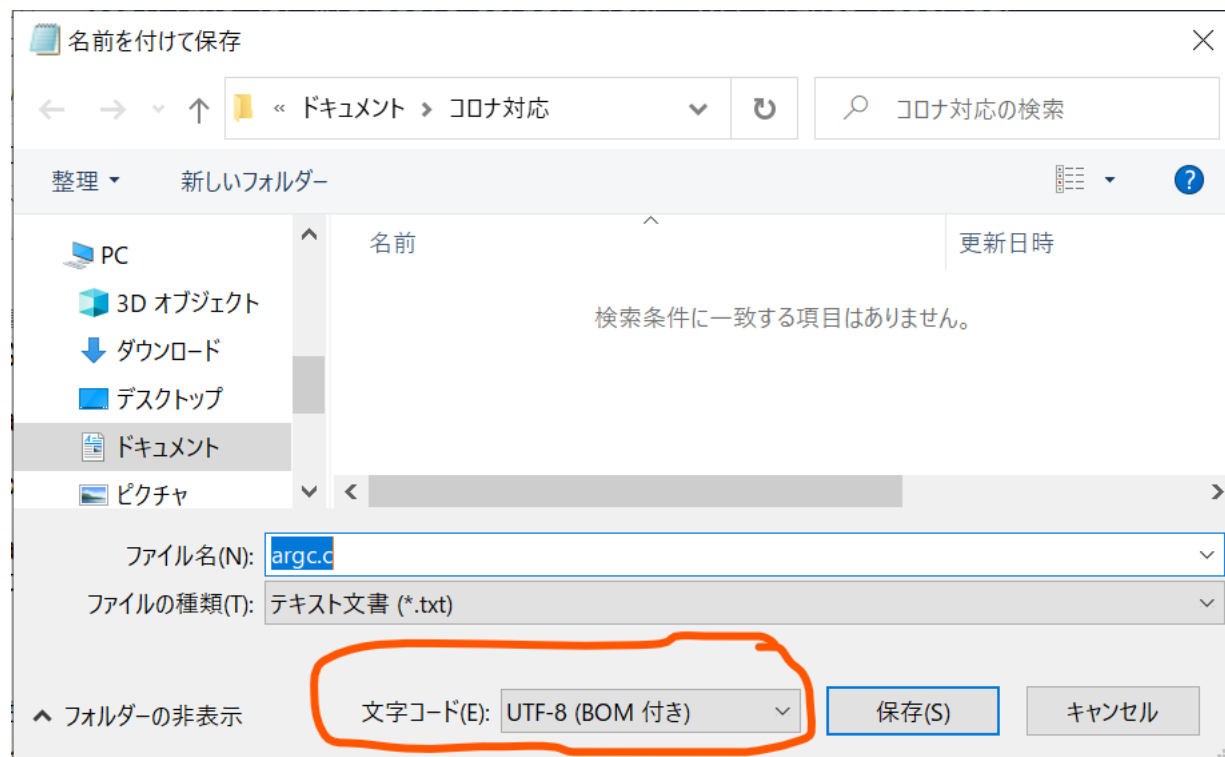 名前を付けて保存
« ドキュメント > コロナ対応
コロナ対応の検索
整理
新しいフォルダー
PC
3D オブジェクト
ダウンロード
デスクトップ
ドキュメント
ピクチャ
名前
更新日時
検索条件に一致する項目はありません。
ファイル名(N): argc.c
ファイルの種類(T): テキスト文書 (*.txt)
フォルダーの非表示
文字コード(E): UTF-8 (BOM 付き)
保存(S)
キャンセル